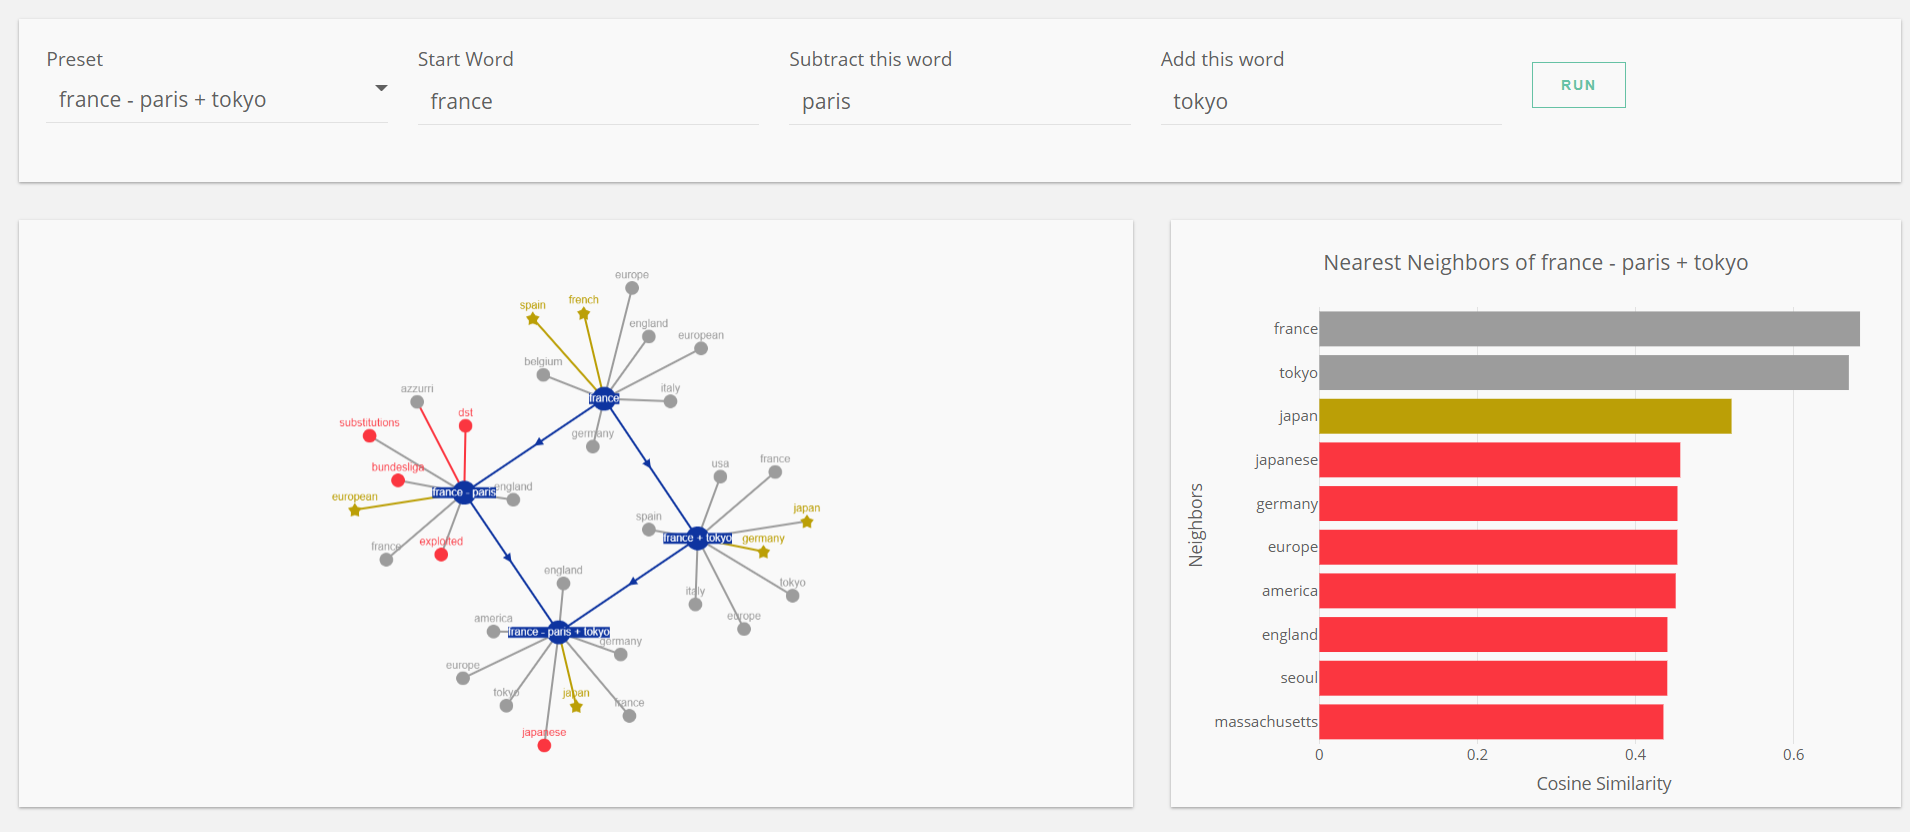 Preset
france - paris + tokyo
Start Word
france
Subtract this word
paris
Add this word
tokyo
RUN
europe
spain
french
england
european
belgium
italy
france
germany
azzurri
substitutions
dst
bundesliga
european
france - paris
england
france
exploited
usa
france
spain
japan
france + tokyo
germany
italy
tokyo
europe
england
america
france - paris + tokyo
germany
europe
tokyo
japan
france
japanese
Nearest Neighbors of france - paris + tokyo
Neighbors
france
tokyo
japan
japanese
germany
europe
america
england
seoul
massachusetts
0
0.2
0.4
0.6
Cosine Similarity